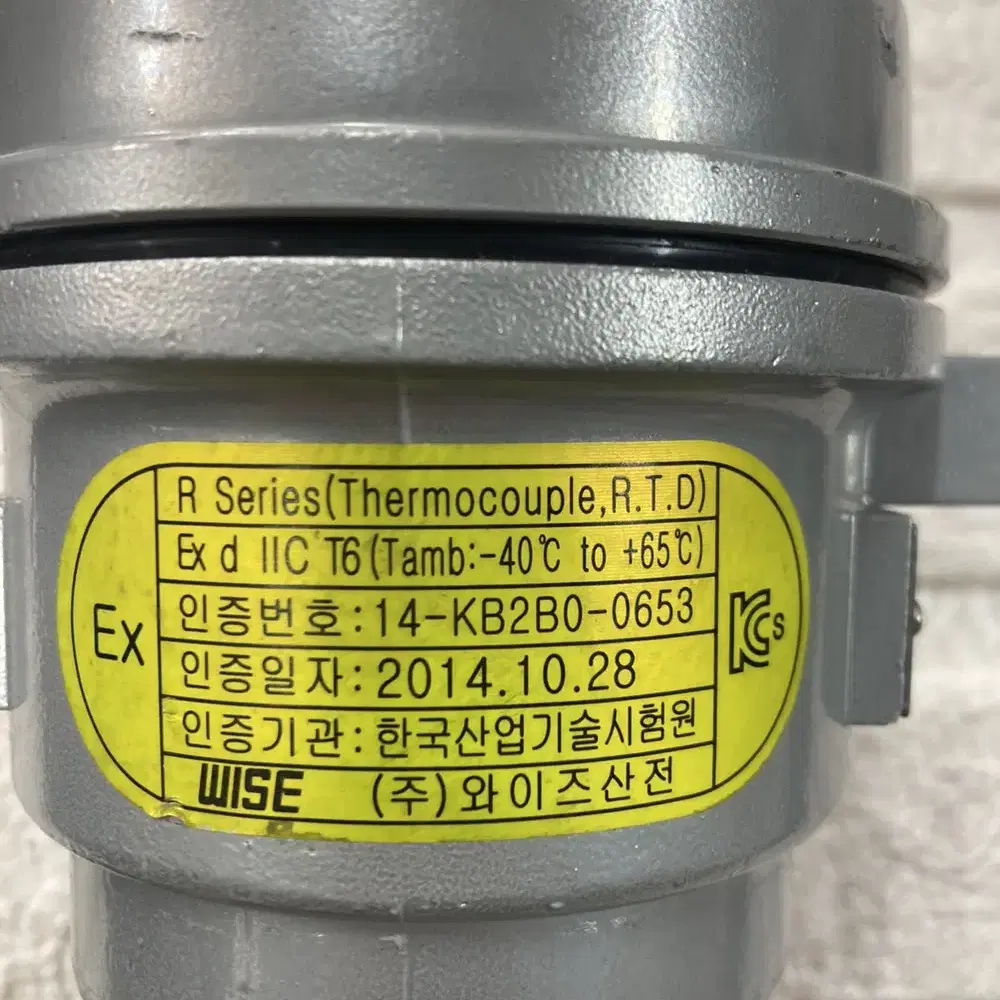 R Series(Thermocouple,R.T.D)
Ex d IIC T6(Tamb:-40℃ to +65℃)
Ex
인증번호:14-KB2B0-0653
인증일자:2014.10.28
인증기관:한국산업기술시험원
WISE (주)와이즈산전
KCs